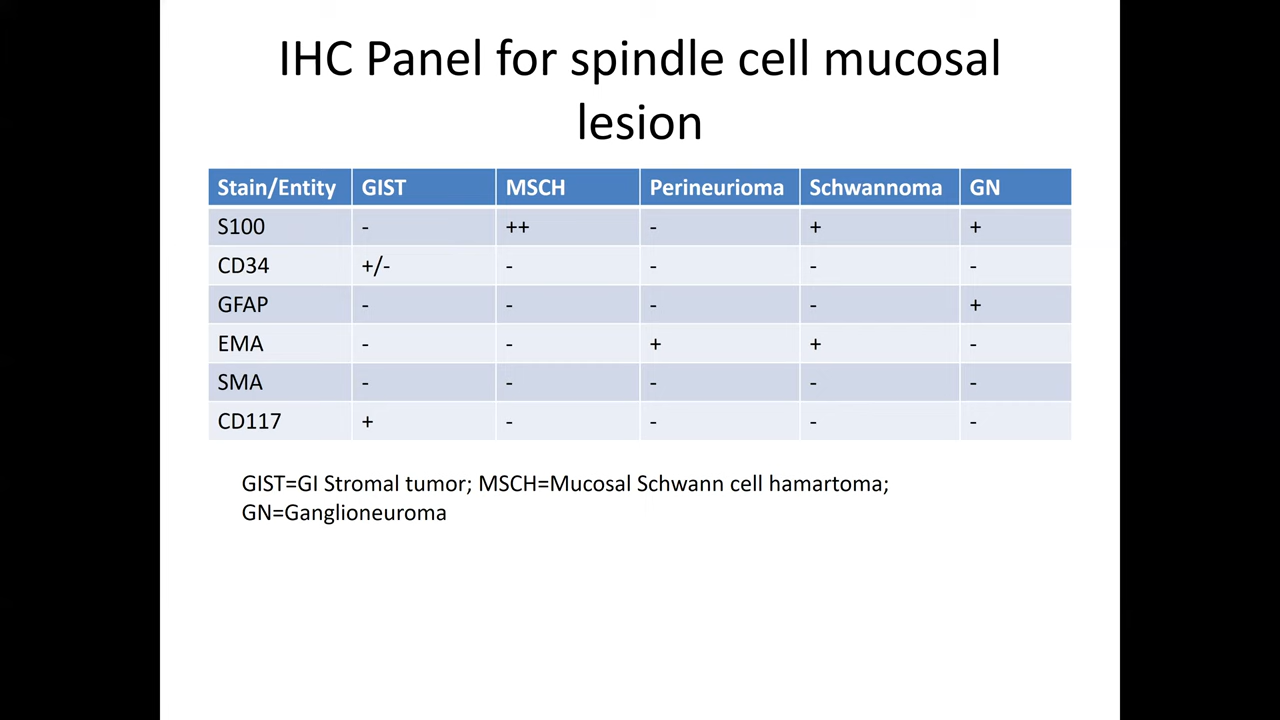 IHC Panel for spindle cell mucosal
lesion
Stain/Entity GIST MSCH Perineurioma Schwannoma GN
S100 - ++ - + +
CD34 +/- - - - -
GFAP - - - - +
EMA - - + + -
SMA - - - - -
CD117 + - - - -
GIST=GI Stromal tumor; MSCH=Mucosal Schwann cell hamartoma;
GN=Ganglioneuroma